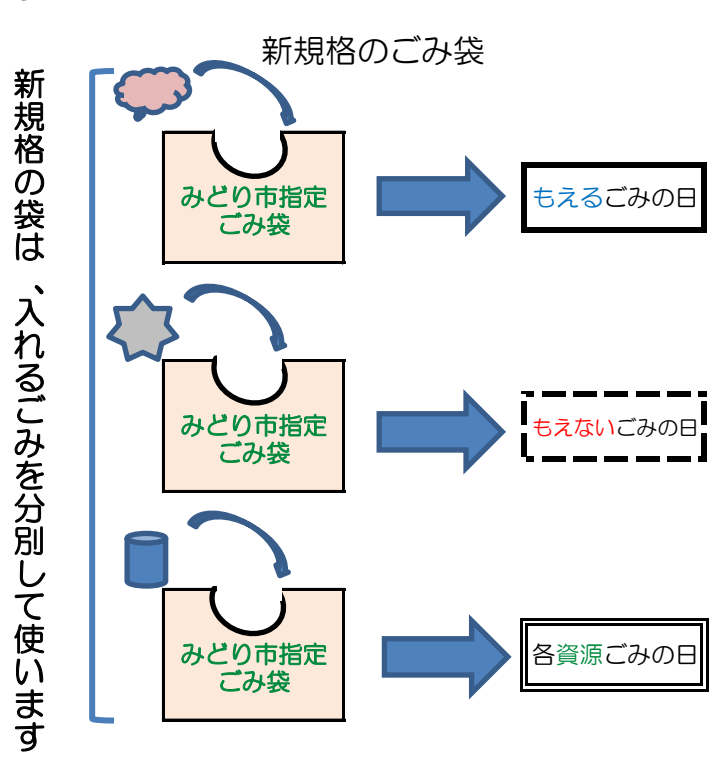 新規格のごみ袋
新規格の袋は、入れるごみを分別して使います
みどり市指定
ごみ袋
もえるごみの日
みどり市指定
ごみ袋
もえないごみの日
みどり市指定
ごみ袋
各資源ごみの日